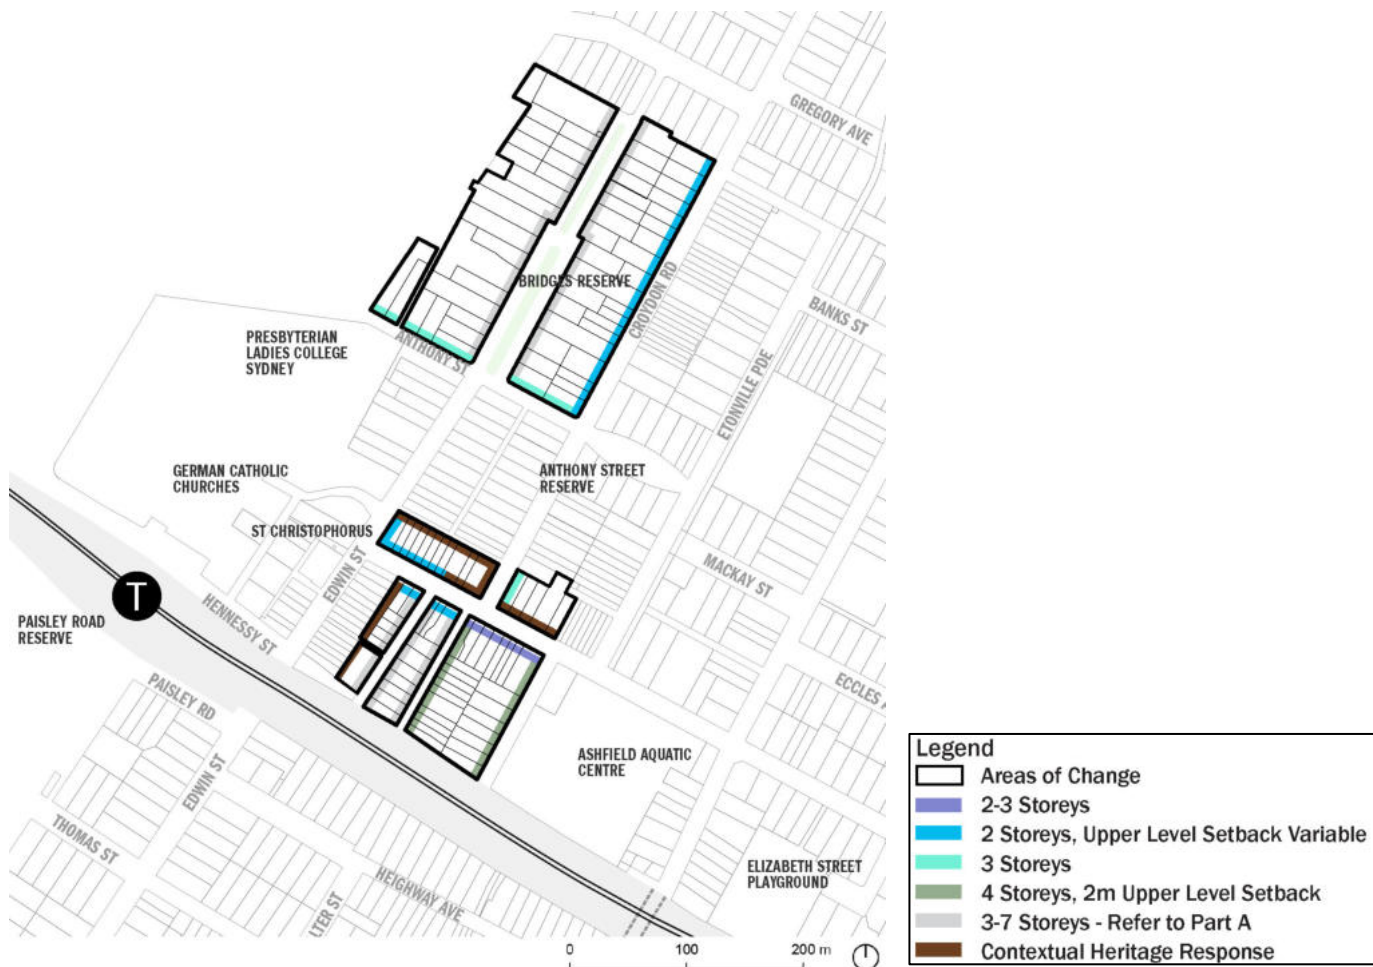 GREGORY AVE
BRIDGES RESERVE
CROYDON RD
BANKS ST
PRESBYTERIAN
LADIES COLLEGE
SYDNEY
ANTHONY ST
ETONVILLE PDE
GERMAN CATHOLIC
CHURCHES
ANTHONY STREET
RESERVE
ST CHRISTOPHORUS
EDWIN ST
MACKAY ST
T
HENNESSY ST
PAISLEY ROAD
RESERVE
PAISLEY RD
ECCLES
ASHFIELD AQUATIC
CENTRE
EDWIN ST
THOMAS ST
HEIGHWAY AVE
LTER ST
ELIZABETH STREET
PLAYGROUND
0 100 200 m
Legend
Areas of Change
2-3 Storeys
2 Storeys, Upper Level Setback Variable
3 Storeys
4 Storeys, 2m Upper Level Setback
3-7 Storeys - Refer to Part A
Contextual Heritage Response